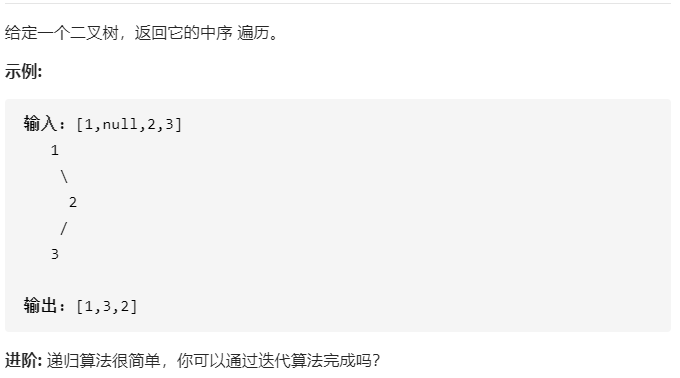 给定一个二叉树，返回它的中序 遍历。
示例:
输入: [1,null,2,3]
   1
    \
     2
    /
   3
输出: [1,3,2]
进阶: 递归算法很简单，你可以通过迭代算法完成吗？